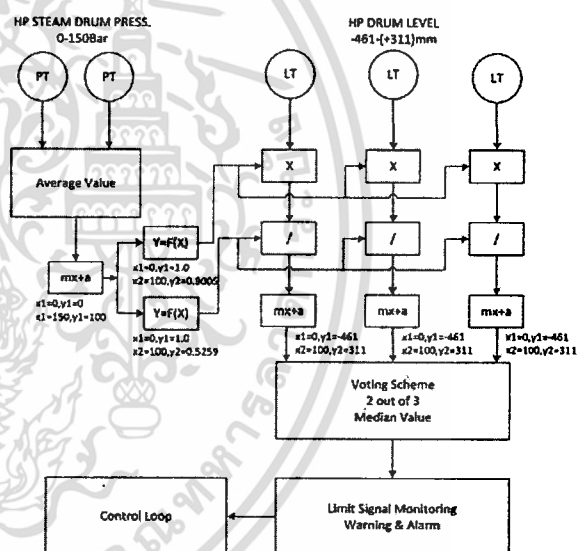 HP STEAM DRUM PRESS.
0-150Bar
HP DRUM LEVEL
-461-(+311)mm
PT
PT
LT
LT
LT
Average Value
X
X
X
Y=F(X)
x1=0,y1=1.0
x2=100,y2=0.8005
/
/
/
mx+a
x1=0,y1=0
x1=150,y1=100
Y=F(X)
x1=0,y1=1.0
x2=100,y2=0.5259
mx+a
x1=0,y1=-461
x2=100,y2=311
mx+a
x1=0,y1=-461
x2=100,y2=311
mx+a
x1=0,y1=-461
x2=100,y2=311
Voting Scheme
2 out of 3
Median Value
Control Loop
Limit Signal Monitoring
Warning & Alarm